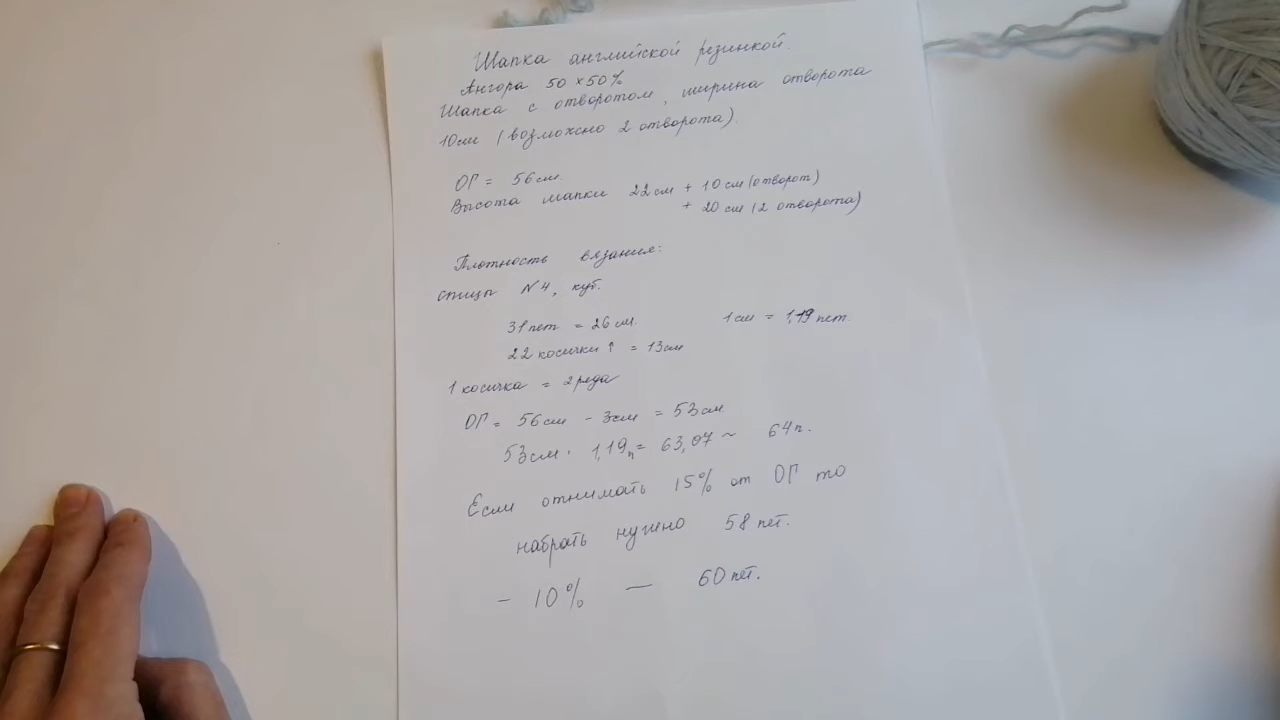 Шапка английской резинкой.
Ангора 50 x 50%
Шапка с отворотом, ширина отворота
10см (возможно 2 отворота).
ОГ = 56см.
Высота шапки 22см + 10см (отворот)
+ 20см (2 отворота)
Плотность вязания:
спицы №4, куб.
31 пет = 26см. 1см = 1,19 пет.
22 косички ↑ = 13см
1 косичка = 2 ряда
ОГ = 56см - 3см = 53см
53см · 1,19п = 63,07 ~ 64п.
Если отнимать 15% от ОГ то
набрать нужно 58 пет.
- 10% — 60 пет.